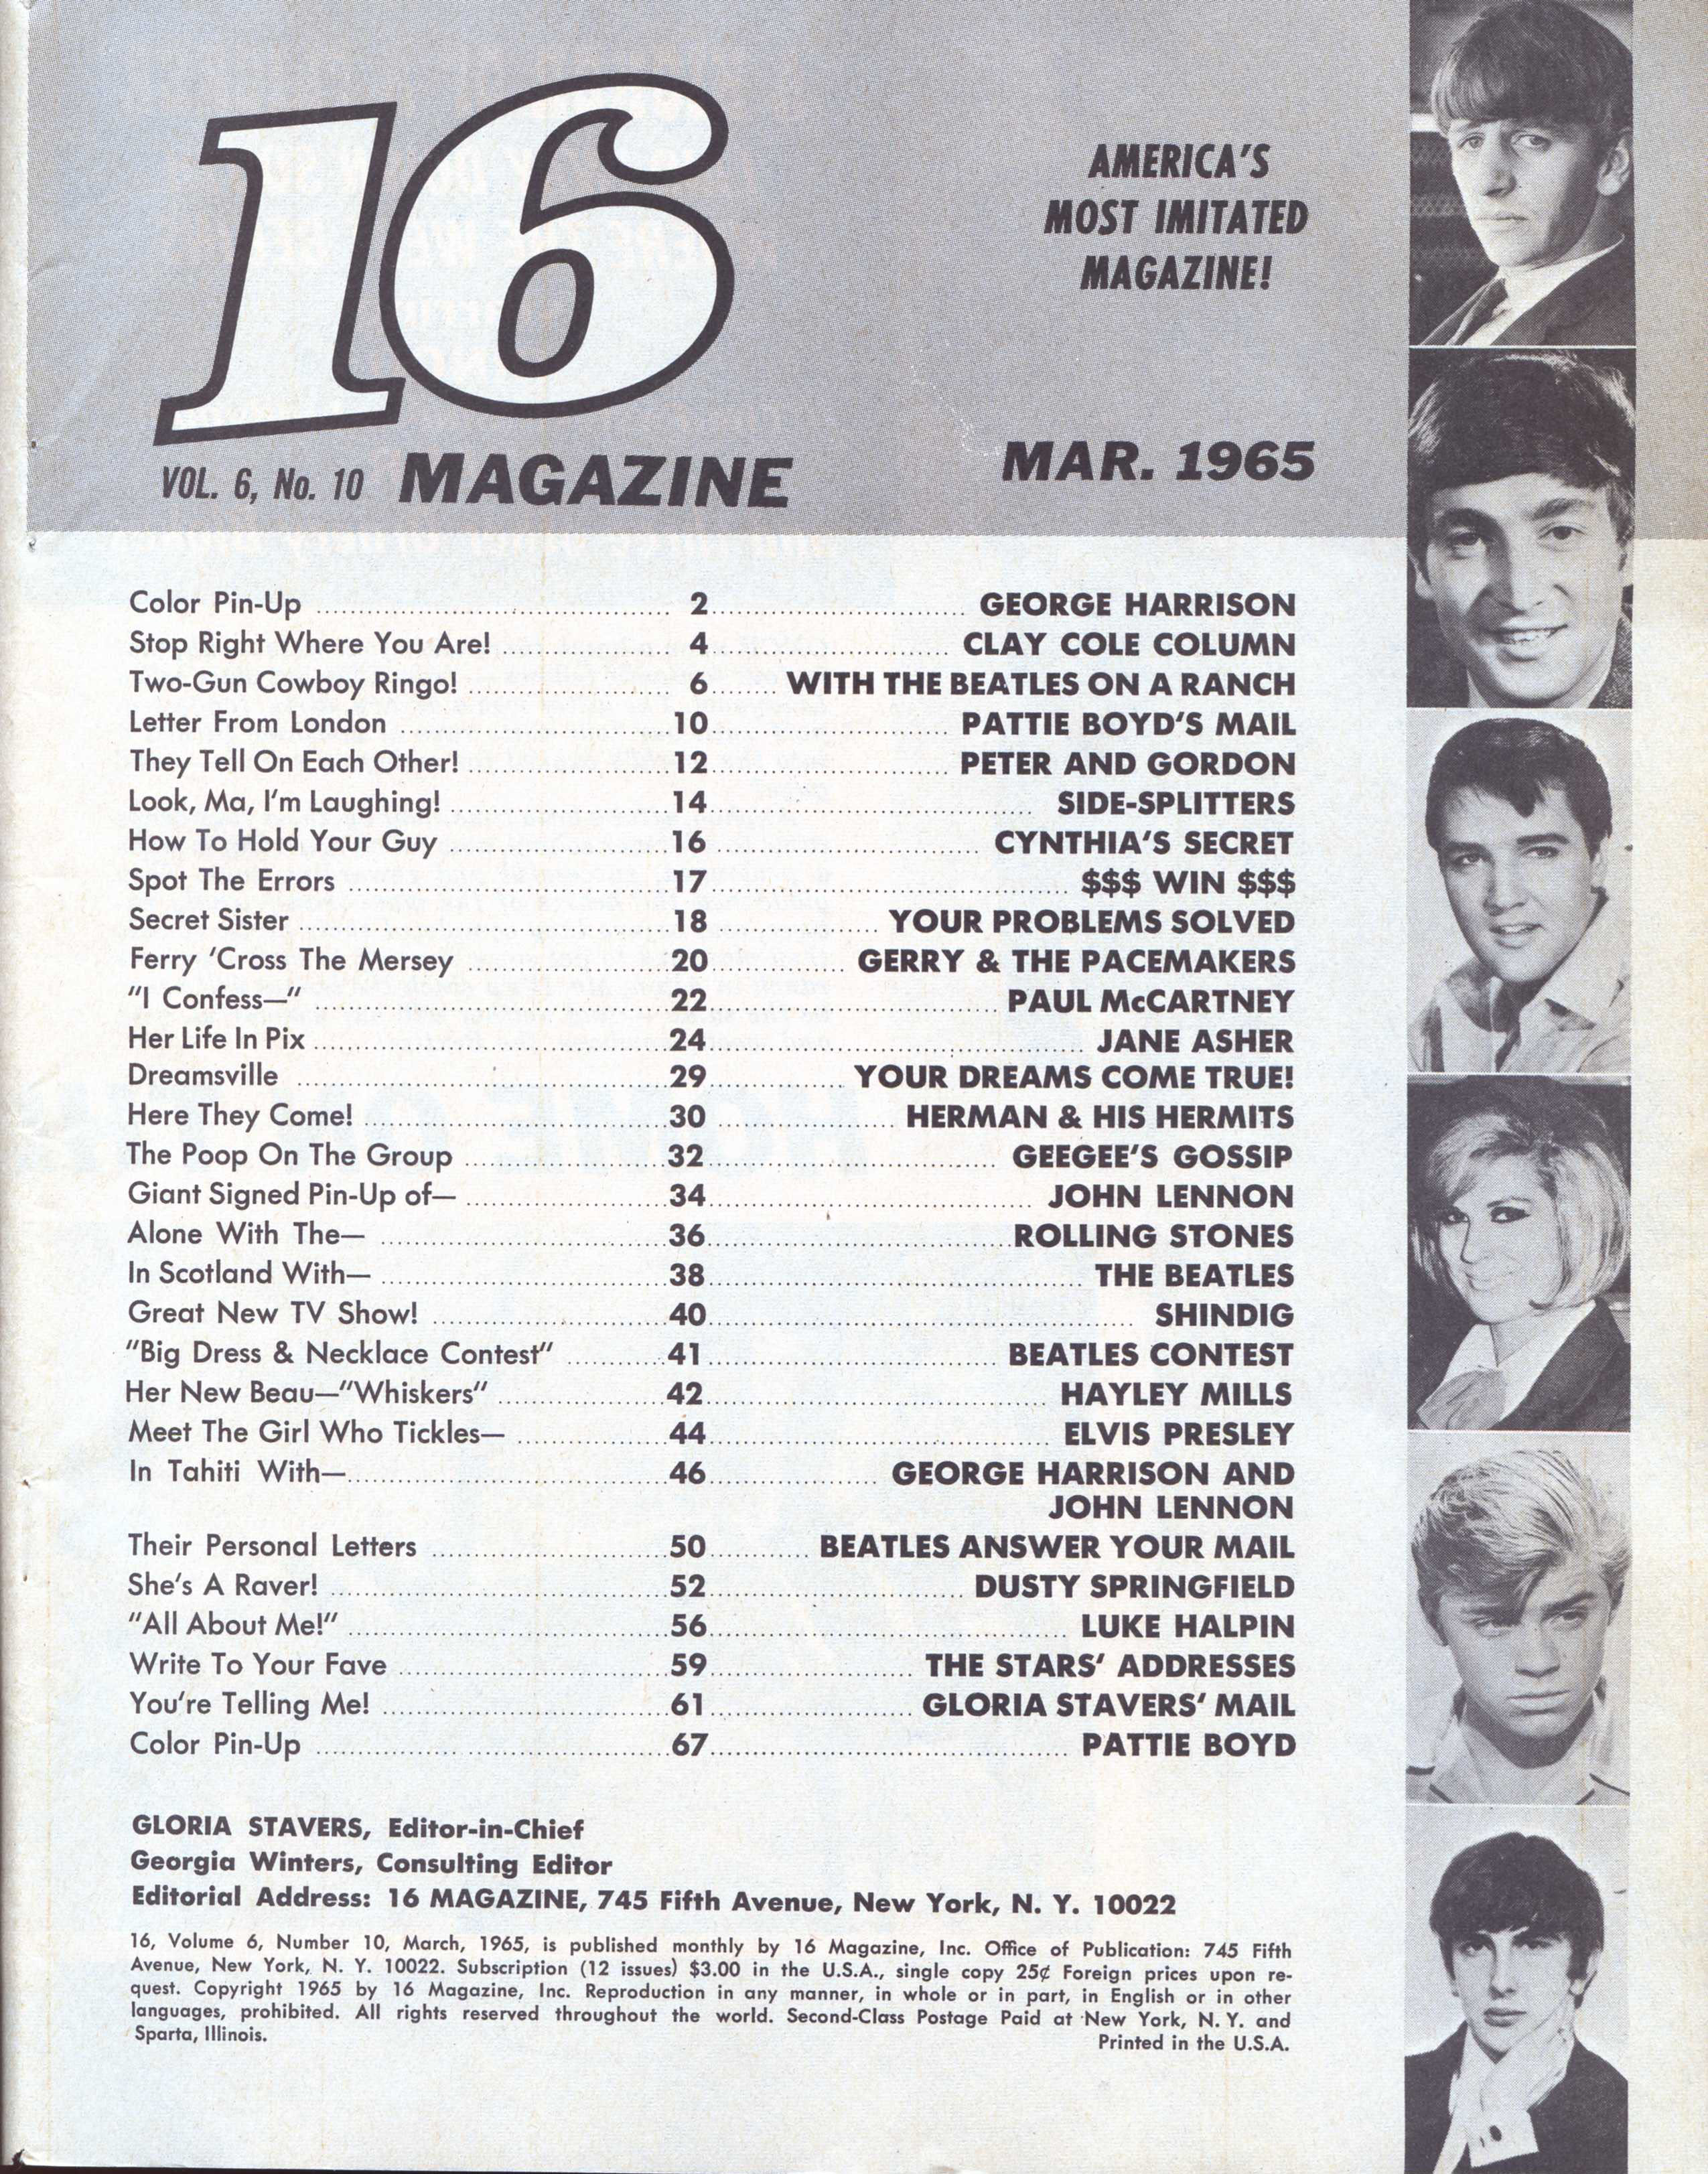 16
AMERICA'S
MOST IMITATED
MAGAZINE!
VOL. 6, No. 10 MAGAZINE
MAR. 1965
Color Pin-Up 2 GEORGE HARRISON
Stop Right Where You Are! 4 CLAY COLE COLUMN
Two-Gun Cowboy Ringo! 6 WITH THE BEATLES ON A RANCH
Letter From London 10 PATTIE BOYD'S MAIL
They Tell On Each Other! 12 PETER AND GORDON
Look, Ma, I'm Laughing! 14 SIDE-SPLITTERS
How To Hold Your Guy 16 CYNTHIA'S SECRET
Spot The Errors 17 $$$ WIN $$$
Secret Sister 18 YOUR PROBLEMS SOLVED
Ferry 'Cross The Mersey 20 GERRY & THE PACEMAKERS
"I Confess—" 22 PAUL McCARTNEY
Her Life In Pix 24 JANE ASHER
Dreamsville 29 YOUR DREAMS COME TRUE!
Here They Come! 30 HERMAN & HIS HERMITS
The Poop On The Group 32 GEEGEE'S GOSSIP
Giant Signed Pin-Up of— 34 JOHN LENNON
Alone With The— 36 ROLLING STONES
In Scotland With— 38 THE BEATLES
Great New TV Show! 40 SHINDIG
"Big Dress & Necklace Contest" 41 BEATLES CONTEST
Her New Beau—"Whiskers" 42 HAYLEY MILLS
Meet The Girl Who Tickles— 44 ELVIS PRESLEY
In Tahiti With— 46 GEORGE HARRISON AND
JOHN LENNON
Their Personal Letters 50 BEATLES ANSWER YOUR MAIL
She's A Raver! 52 DUSTY SPRINGFIELD
"All About Me!" 56 LUKE HALPIN
Write To Your Fave 59 THE STARS' ADDRESSES
You're Telling Me! 61 GLORIA STAVERS' MAIL
Color Pin-Up 67 PATTIE BOYD
GLORIA STAVERS, Editor-in-Chief
Georgia Winters, Consulting Editor
Editorial Address: 16 MAGAZINE, 745 Fifth Avenue, New York, N. Y. 10022
16, Volume 6, Number 10, March, 1965, is published monthly by 16 Magazine, Inc. Office of Publication: 745 Fifth
Avenue, New York, N. Y. 10022. Subscription (12 issues) $3.00 in the U.S.A., single copy 25¢ Foreign prices upon re-
quest. Copyright 1965 by 16 Magazine, Inc. Reproduction in any manner, in whole or in part, in English or in other
languages, prohibited. All rights reserved throughout the world. Second-Class Postage Paid at New York, N. Y. and
Sparta, Illinois. Printed in the U.S.A.